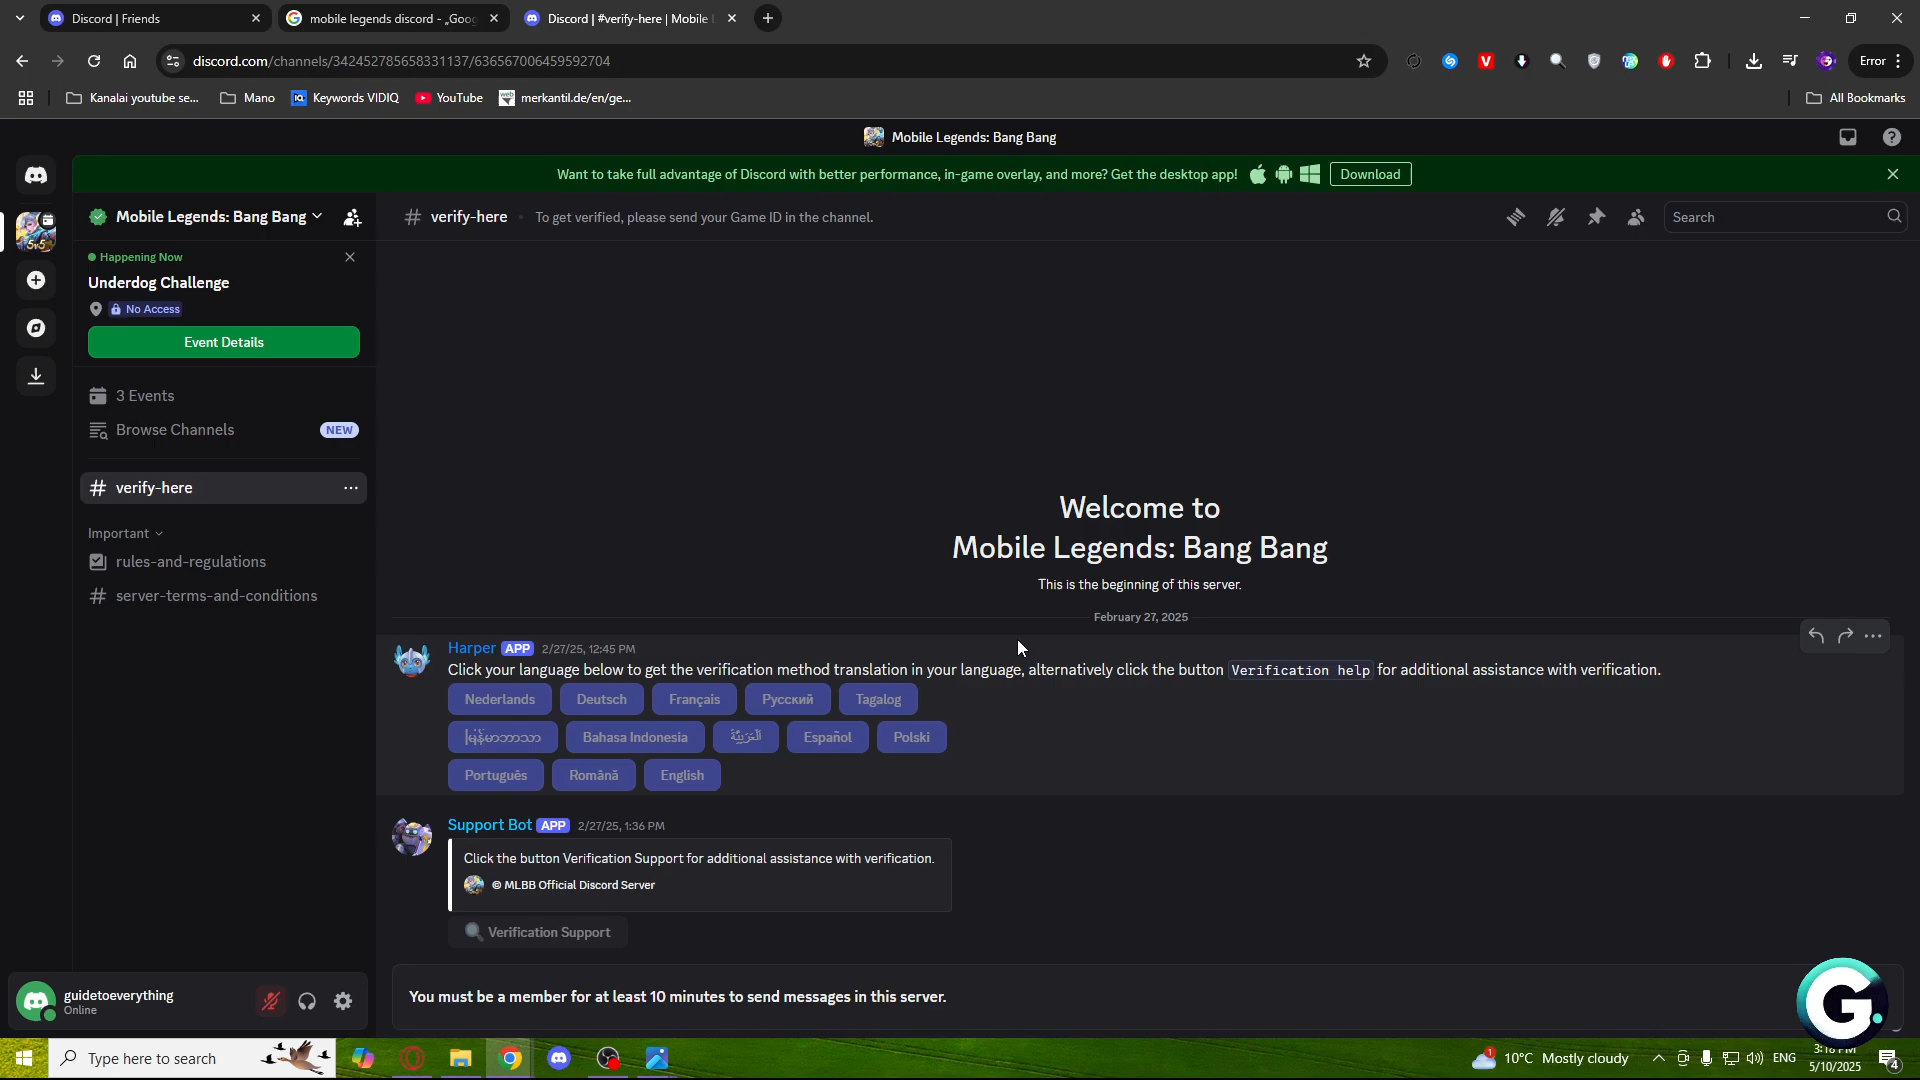 Discord | Friends
mobile legends discord - „Goog
Discord | #verify-here | Mobile L
discord.com/channels/342452785658331137/636567006459592704
Error
Kanalai youtube se...
Mano
Keywords VIDIQ
YouTube
merkantil.de/en/ge...
All Bookmarks
Mobile Legends: Bang Bang
Want to take full advantage of Discord with better performance, in-game overlay, and more? Get the desktop app!
Download
Mobile Legends: Bang Bang
verify-here
To get verified, please send your Game ID in the channel.
Search
Happening Now
Underdog Challenge
No Access
Event Details
3 Events
Browse Channels
NEW
verify-here
Important
rules-and-regulations
server-terms-and-conditions
Welcome to
Mobile Legends: Bang Bang
This is the beginning of this server.
February 27, 2025
Harper APP 2/27/25, 12:45 PM
Click your language below to get the verification method translation in your language, alternatively click the button Verification help for additional assistance with verification.
Nederlands
Deutsch
Français
Русский
Tagalog
မြန်မာဘာသာ
Bahasa Indonesia
اَلْعَرَبِيَّةُ
Español
Polski
Português
Română
English
Support Bot APP 2/27/25, 1:36 PM
Click the button Verification Support for additional assistance with verification.
© MLBB Official Discord Server
Verification Support
You must be a member for at least 10 minutes to send messages in this server.
guidetoeverything
Online
G
Type here to search
10°C Mostly cloudy
ENG
3:18 PM
5/10/2025
4